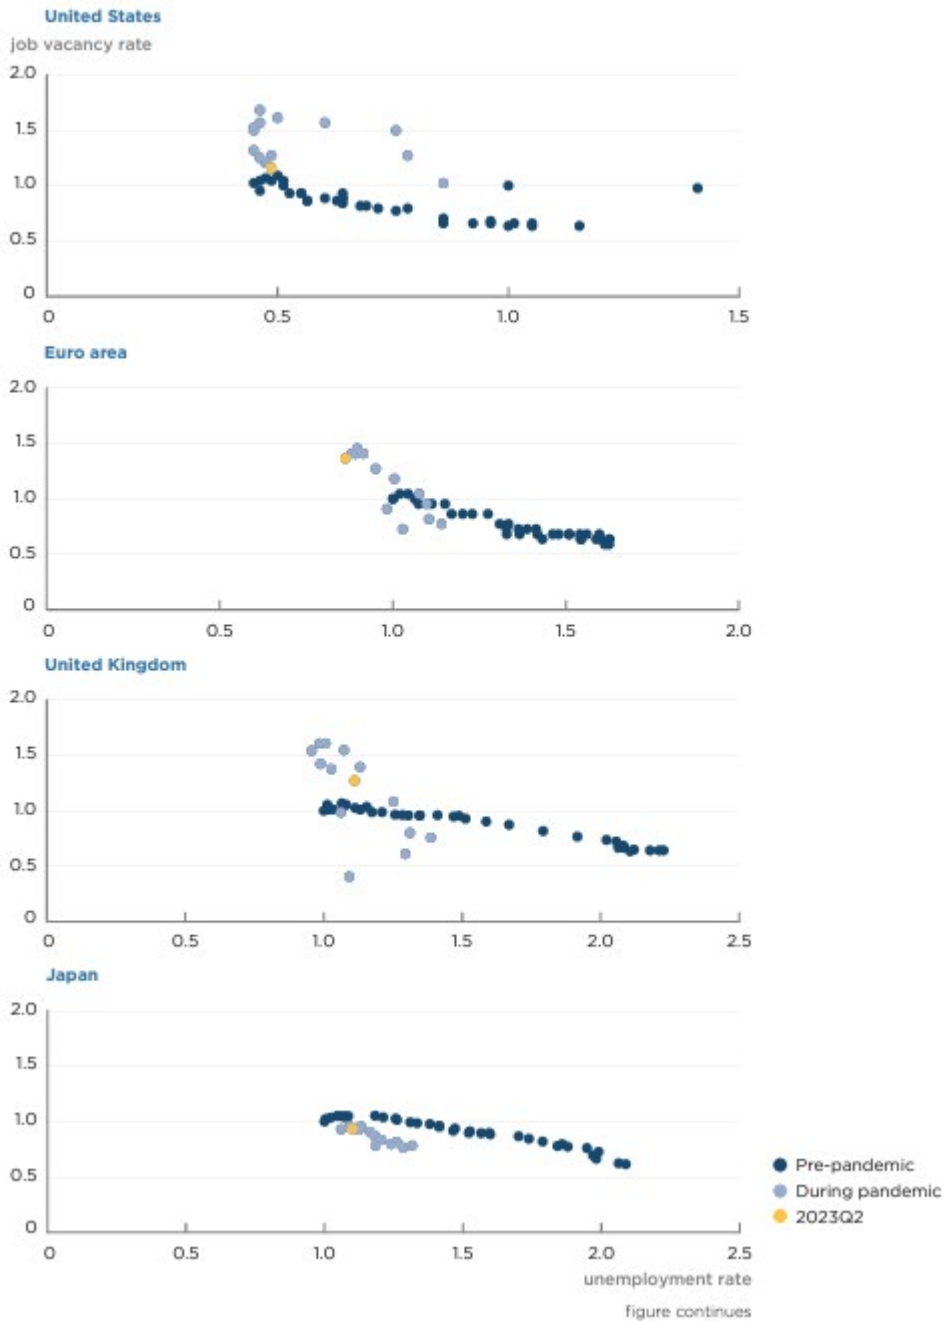 United States
job vacancy rate
2.0
1.5
1.0
0.5
0
0 0.5 1.0 1.5
Euro area
2.0
1.5
1.0
0.5
0
0 0.5 1.0 1.5 2.0
United Kingdom
2.0
1.5
1.0
0.5
0
0 0.5 1.0 1.5 2.0 2.5
Japan
2.0
1.5
1.0
0.5
0
0 0.5 1.0 1.5 2.0 2.5
Pre-pandemic
During pandemic
2023Q2
unemployment rate
figure continues